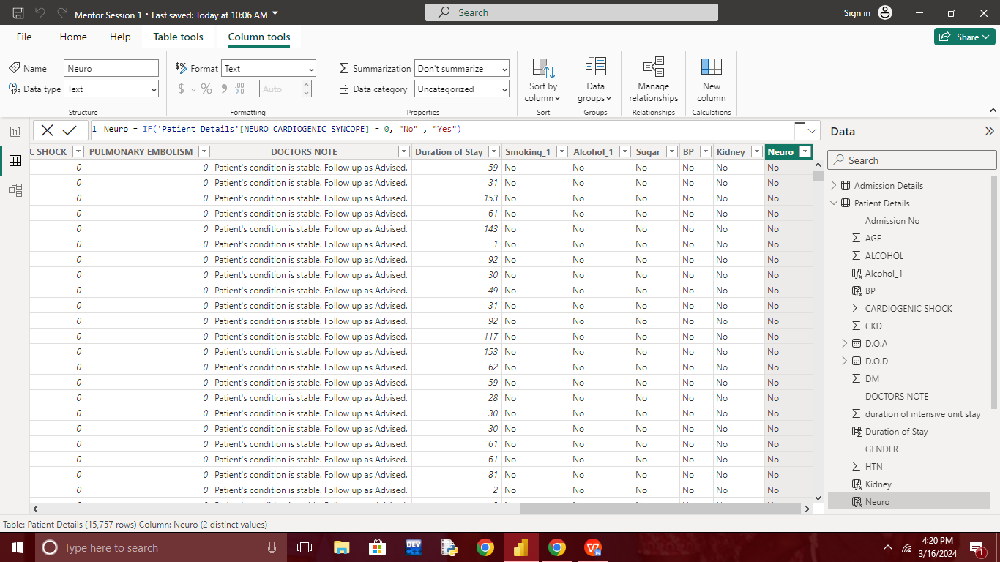 Mentor Session 1 • Last saved: Today at 10:06 AM
Search
Sign in
File Home Help Table tools Column tools
Share
Name Neuro
Data type Text
Structure
$% Format Text
$ % 9 .00
Auto
Formatting
Summarization Don't summarize
Data category Uncategorized
Properties
Sort by column
Sort
Data groups
Groups
Manage relationships
Relationships
New column
Calculations
1 Neuro = IF('Patient Details'[NEURO CARDIOGENIC SYNCOPE] = 0, "No" , "Yes")
C SHOCK PULMONARY EMBOLISM DOCTORS NOTE Duration of Stay Smoking_1 Alcohol_1 Sugar BP Kidney Neuro
0 0 Patient's condition is stable. Follow up as Advised. 59 No No No No No No
0 0 Patient's condition is stable. Follow up as Advised. 31 No No No No No No
0 0 Patient's condition is stable. Follow up as Advised. 153 No No No No No No
0 0 Patient's condition is stable. Follow up as Advised. 61 No No No No No No
0 0 Patient's condition is stable. Follow up as Advised. 143 No No No No No No
0 0 Patient's condition is stable. Follow up as Advised. 1 No No No No No No
0 0 Patient's condition is stable. Follow up as Advised. 92 No No No No No No
0 0 Patient's condition is stable. Follow up as Advised. 30 No No No No No No
0 0 Patient's condition is stable. Follow up as Advised. 49 No No No No No No
0 0 Patient's condition is stable. Follow up as Advised. 31 No No No No No No
0 0 Patient's condition is stable. Follow up as Advised. 92 No No No No No No
0 0 Patient's condition is stable. Follow up as Advised. 117 No No No No No No
0 0 Patient's condition is stable. Follow up as Advised. 153 No No No No No No
0 0 Patient's condition is stable. Follow up as Advised. 62 No No No No No No
0 0 Patient's condition is stable. Follow up as Advised. 59 No No No No No No
0 0 Patient's condition is stable. Follow up as Advised. 28 No No No No No No
0 0 Patient's condition is stable. Follow up as Advised. 30 No No No No No No
0 0 Patient's condition is stable. Follow up as Advised. 30 No No No No No No
0 0 Patient's condition is stable. Follow up as Advised. 61 No No No No No No
0 0 Patient's condition is stable. Follow up as Advised. 61 No No No No No No
0 0 Patient's condition is stable. Follow up as Advised. 81 No No No No No No
0 0 Patient's condition is stable. Follow up as Advised. 2 No No No No No No
Data
Search
Admission Details
Patient Details
Admission No
AGE
ALCOHOL
Alcohol_1
BP
CARDIOGENIC SHOCK
CKD
D.O.A
D.O.D
DM
DOCTORS NOTE
duration of intensive unit stay
Duration of Stay
GENDER
HTN
Kidney
Neuro
Table: Patient Details (15,757 rows) Column: Neuro (2 distinct values)
Type here to search
DEV
4:20 PM
3/16/2024
1